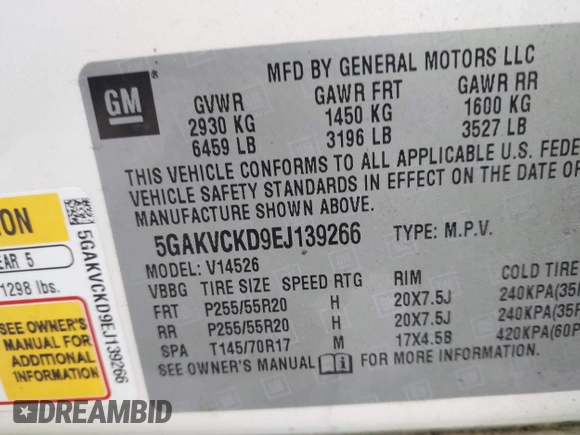 MFD BY GENERAL MOTORS LLC
GM
GVWR GAWR FRT GAWR RR
2930 KG 1450 KG 1600 KG
6459 LB 3196 LB 3527 LB
THIS VEHICLE CONFORMS TO ALL APPLICABLE U.S. FEDE
VEHICLE SAFETY STANDARDS IN EFFECT ON THE DATE OF
MANUFACTURE SHOWN ABOVE.
5GAKVCKD9EJ139266 TYPE: M.P.V.
MODEL: V14526
VBBG TIRE SIZE SPEED RTG RIM COLD TIRE
FRT P255/55R20 H 20X7.5J 240KPA(35P
RR P255/55R20 H 20X7.5J 240KPA(35P
SPA T145/70R17 M 17X4.5B 420KPA(60P
SEE OWNER'S MANUAL i FOR MORE INFORMATION.
ION
EAR 5
1298 lbs.
SEE OWNER'S
MANUAL FOR
ADDITIONAL
INFORMATION
5GAKVCKD9EJ139266
DREAMBID